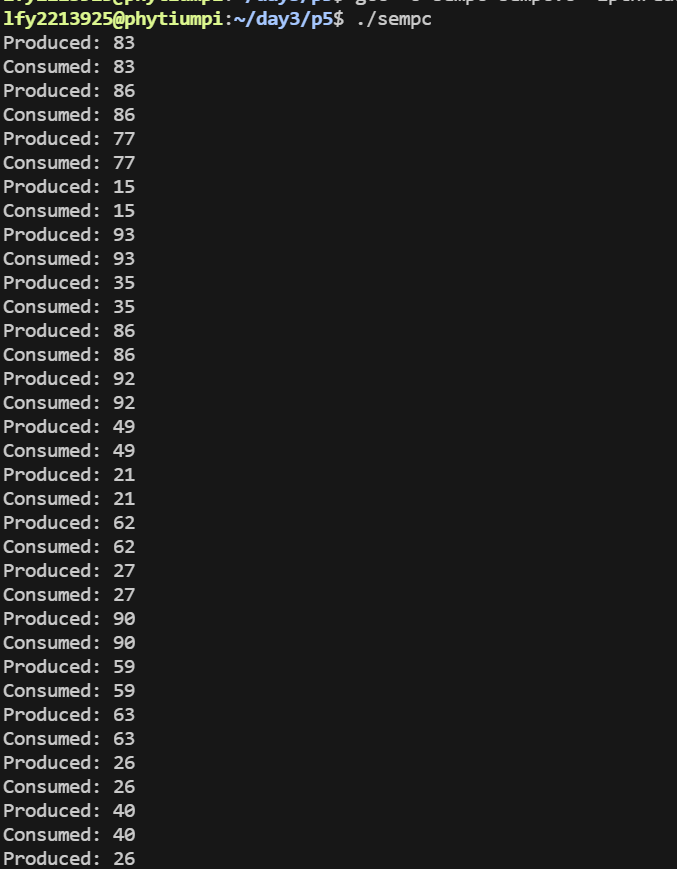 lfy2213925@phytiumpi:~/day3/p5$ ./sempc
Produced: 83
Consumed: 83
Produced: 86
Consumed: 86
Produced: 77
Consumed: 77
Produced: 15
Consumed: 15
Produced: 93
Consumed: 93
Produced: 35
Consumed: 35
Produced: 86
Consumed: 86
Produced: 92
Consumed: 92
Produced: 49
Consumed: 49
Produced: 21
Consumed: 21
Produced: 62
Consumed: 62
Produced: 27
Consumed: 27
Produced: 90
Consumed: 90
Produced: 59
Consumed: 59
Produced: 63
Consumed: 63
Produced: 26
Consumed: 26
Produced: 40
Consumed: 40
Produced: 26